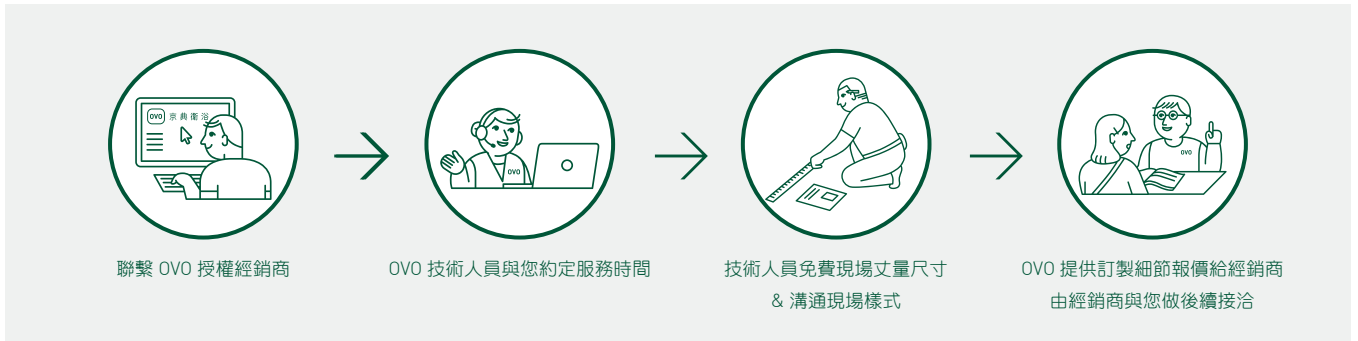 OVO 京典衛浴
OVO
OVO
聯繫 OVO 授權經銷商
OVO 技術人員與您約定服務時間
技術人員免費現場丈量尺寸
& 溝通現場樣式
OVO 提供訂製細節報價給經銷商
由經銷商與您做後續接洽